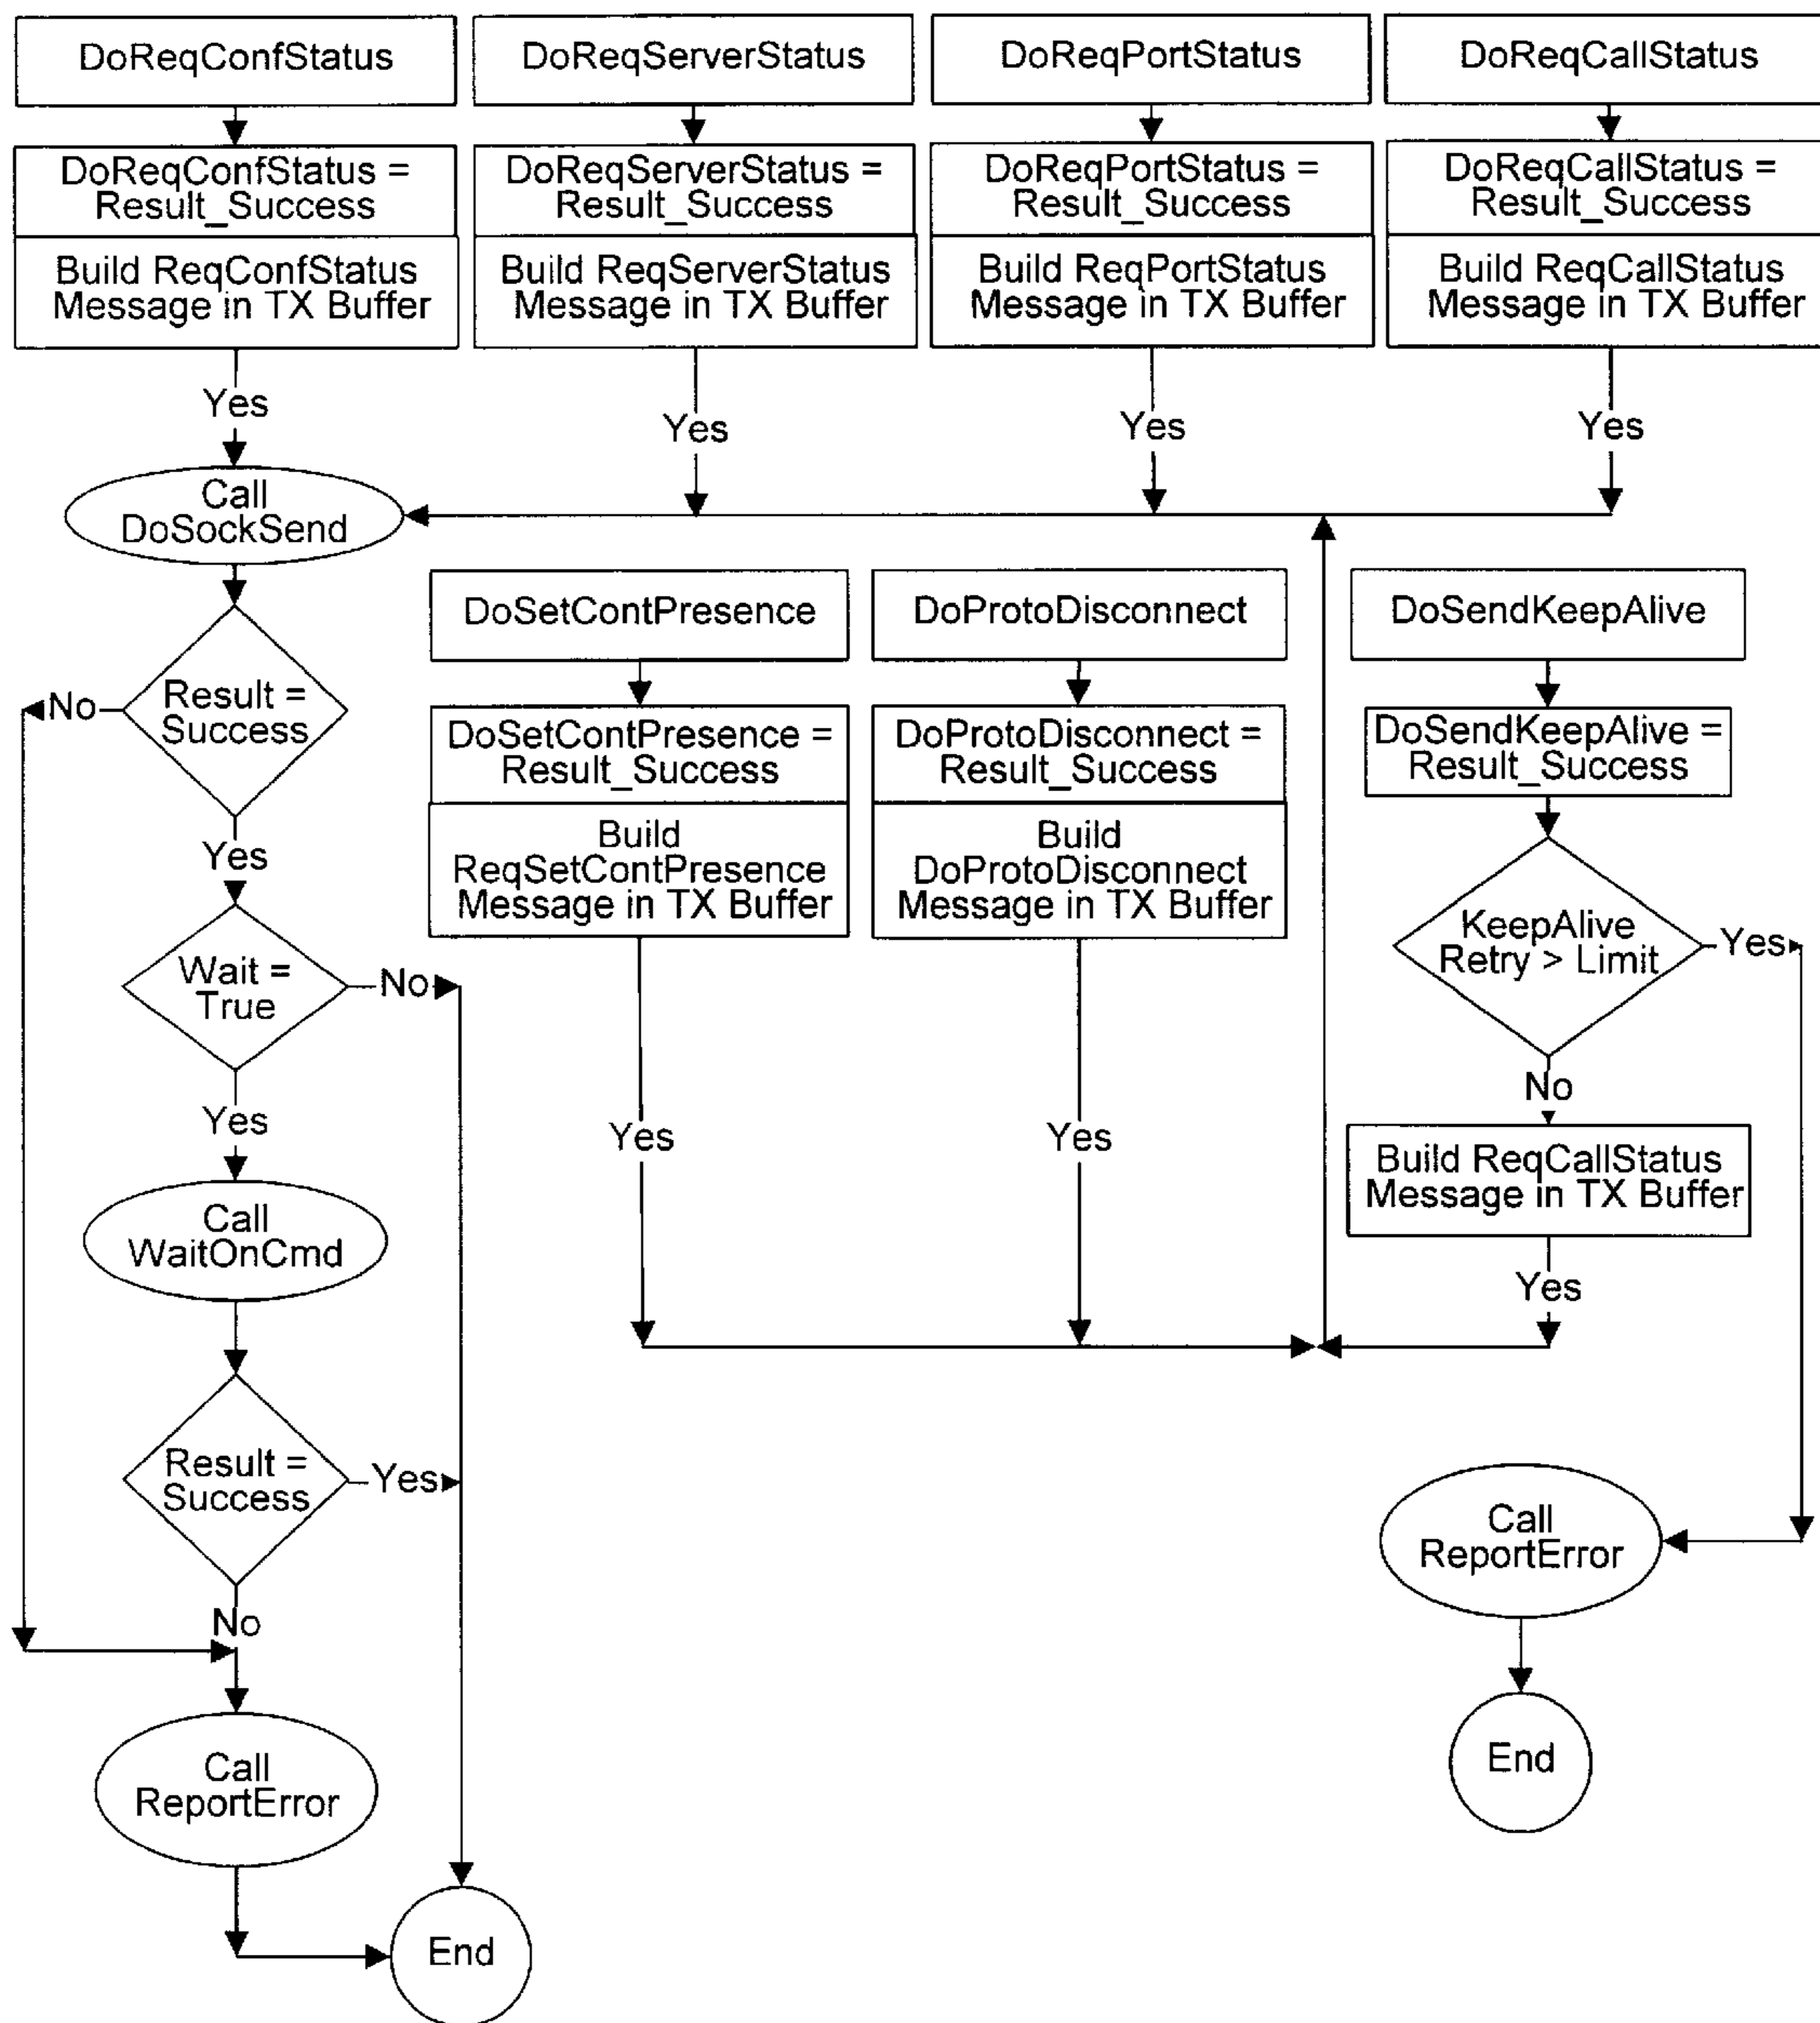 DoReqConfStatus
DoReqServerStatus
DoReqPortStatus
DoReqCallStatus
DoReqConfStatus =
Result_Success
DoReqServerStatus =
Result_Success
DoReqPortStatus =
Result_Success
DoReqCallStatus =
Result_Success
Build ReqConfStatus
Message in TX Buffer
Build ReqServerStatus
Message in TX Buffer
Build ReqPortStatus
Message in TX Buffer
Build ReqCallStatus
Message in TX Buffer
Yes
Yes
Yes
Yes
Call
DoSockSend
DoSetContPresence
DoProtoDisconnect
DoSendKeepAlive
No
Result =
Success
DoSetContPresence =
Result_Success
DoProtoDisconnect =
Result_Success
DoSendKeepAlive =
Result_Success
Yes
Build
ReqSetContPresence
Message in TX Buffer
Build
DoProtoDisconnect
Message in TX Buffer
KeepAlive
Retry > Limit
Yes
Wait =
True
No
No
Yes
Yes
Yes
Build ReqCallStatus
Message in TX Buffer
Call
WaitOnCmd
Yes
Result =
Success
Yes
Call
ReportError
No
Call
ReportError
End
End